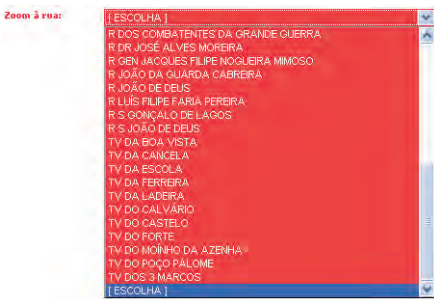 Zoom à rua:
[ ESCOLHA ]
R DOS COMBATENTES DA GRANDE GUERRA
R DR JOSÉ ALVES MOREIRA
R GEN JACQUES FILIPE NOGUEIRA MIMOSO
R JOÃO DA GUARDA CABREIRA
R JOÃO DE DEUS
R LUÍS FILIPE FARIA PEREIRA
R S GONÇALO DE LAGOS
R S JOÃO DE DEUS
TV DA BOA VISTA
TV DA CANCELA
TV DA ESCOLA
TV DA FERREIRA
TV DA LADEIRA
TV DO CALVÁRIO
TV DO CASTELO
TV DO FORTE
TV DO MOÍNHO DA AZENHA
TV DO POÇO PALOME
TV DOS 3 MARCOS
[ ESCOLHA ]